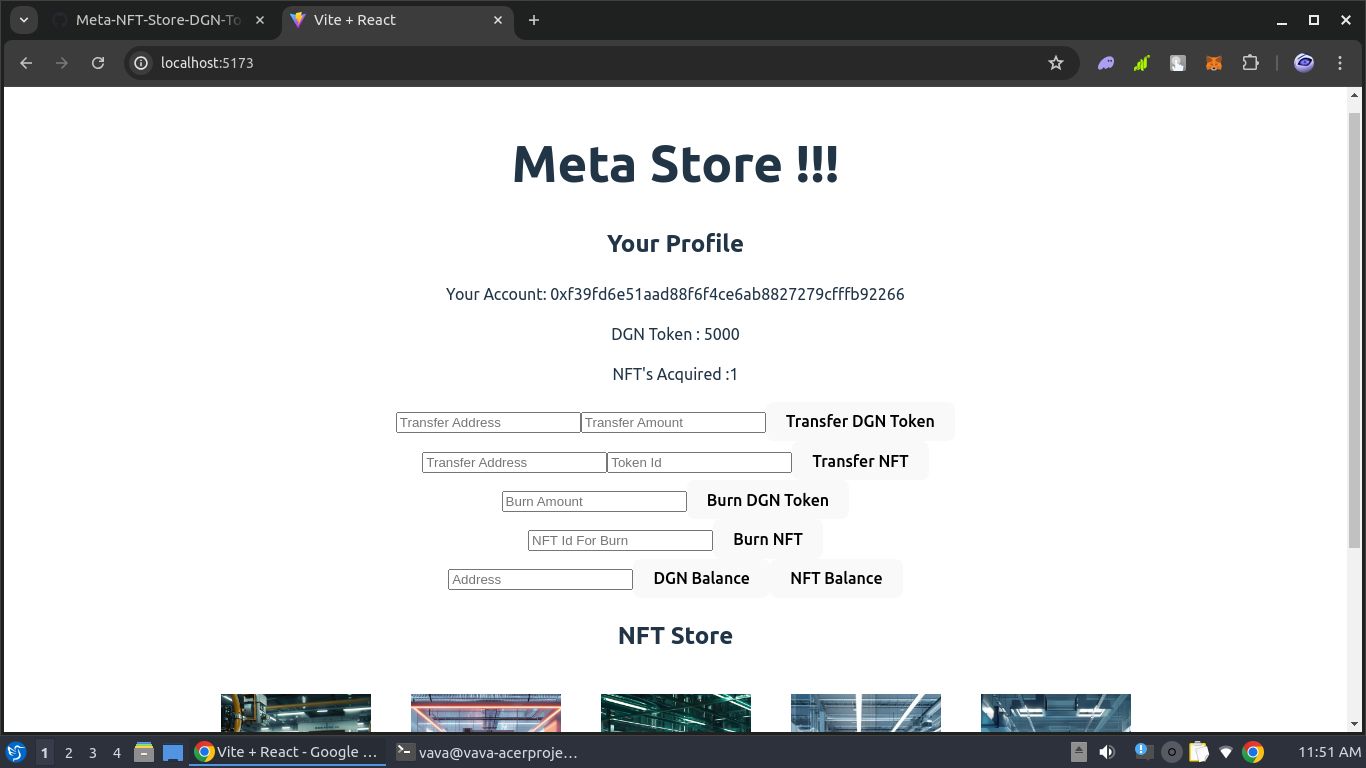 Meta-NFT-Store-DGN-To
Vite + React
localhost:5173
Meta Store !!!
Your Profile
Your Account: 0xf39fd6e51aad88f6f4ce6ab8827279cfffb92266
DGN Token : 5000
NFT's Acquired :1
Transfer Address Transfer Amount Transfer DGN Token
Transfer Address Token Id Transfer NFT
Burn Amount Burn DGN Token
NFT Id For Burn Burn NFT
Address DGN Balance NFT Balance
NFT Store
1 2 3 4 Vite + React - Google ... vava@vava-acerproje... 11:51 AM